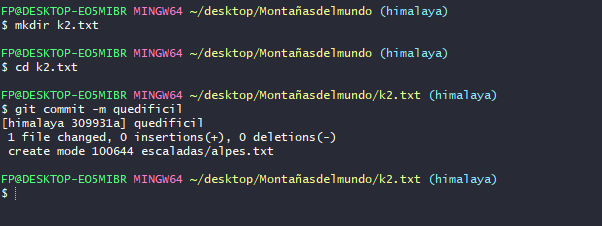 FP@DESKTOP-EO5MIBR MINGW64 ~/desktop/Montañasdelmundo (himalaya)
$ mkdir k2.txt
FP@DESKTOP-EO5MIBR MINGW64 ~/desktop/Montañasdelmundo (himalaya)
$ cd k2.txt
FP@DESKTOP-EO5MIBR MINGW64 ~/desktop/Montañasdelmundo/k2.txt (himalaya)
$ git commit -m quedificil
[himalaya 309931a] quedificil
 1 file changed, 0 insertions(+), 0 deletions(-)
 create mode 100644 escaladas/alpes.txt
FP@DESKTOP-EO5MIBR MINGW64 ~/desktop/Montañasdelmundo/k2.txt (himalaya)
$